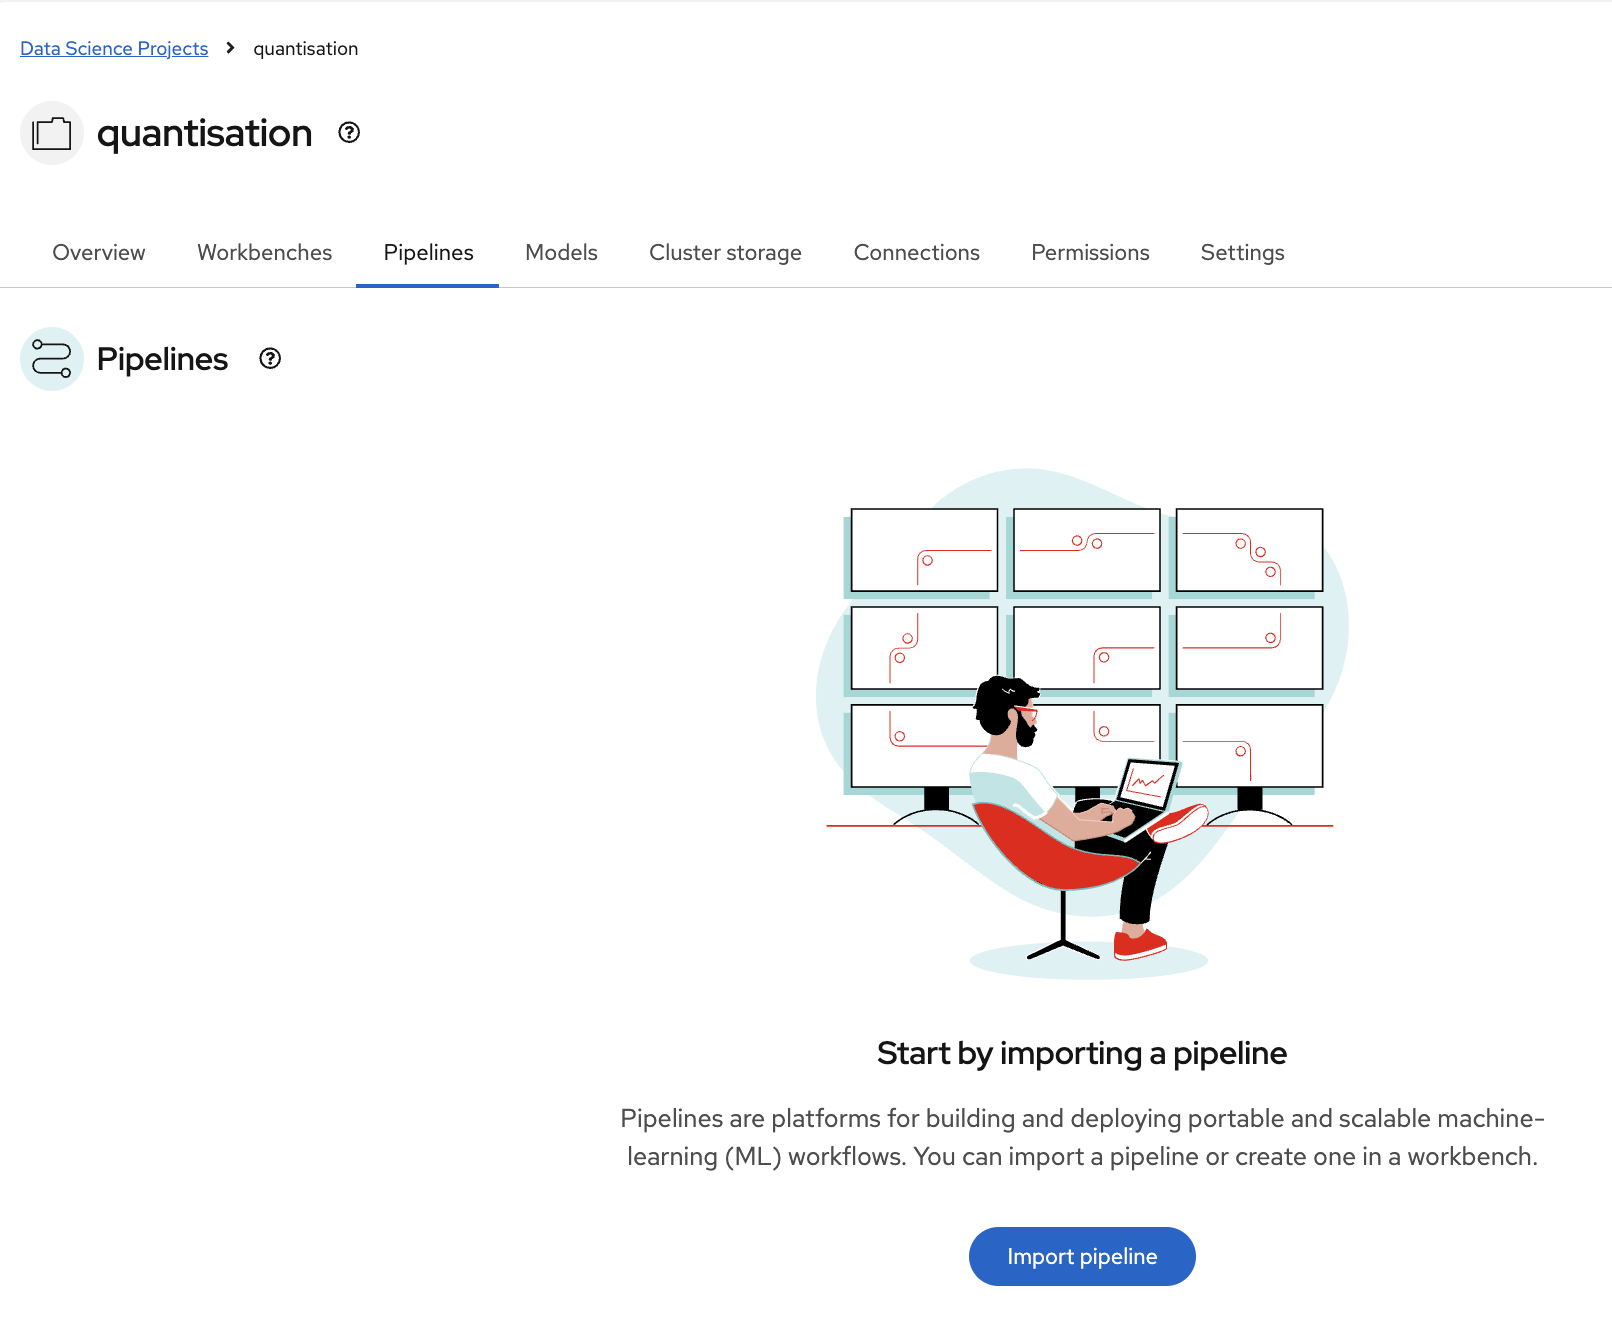 Data Science Projects > quantisation
quantisation
Overview Workbenches Pipelines Models Cluster storage Connections Permissions Settings
Pipelines
Start by importing a pipeline
Pipelines are platforms for building and deploying portable and scalable machine-
learning (ML) workflows. You can import a pipeline or create one in a workbench.
Import pipeline